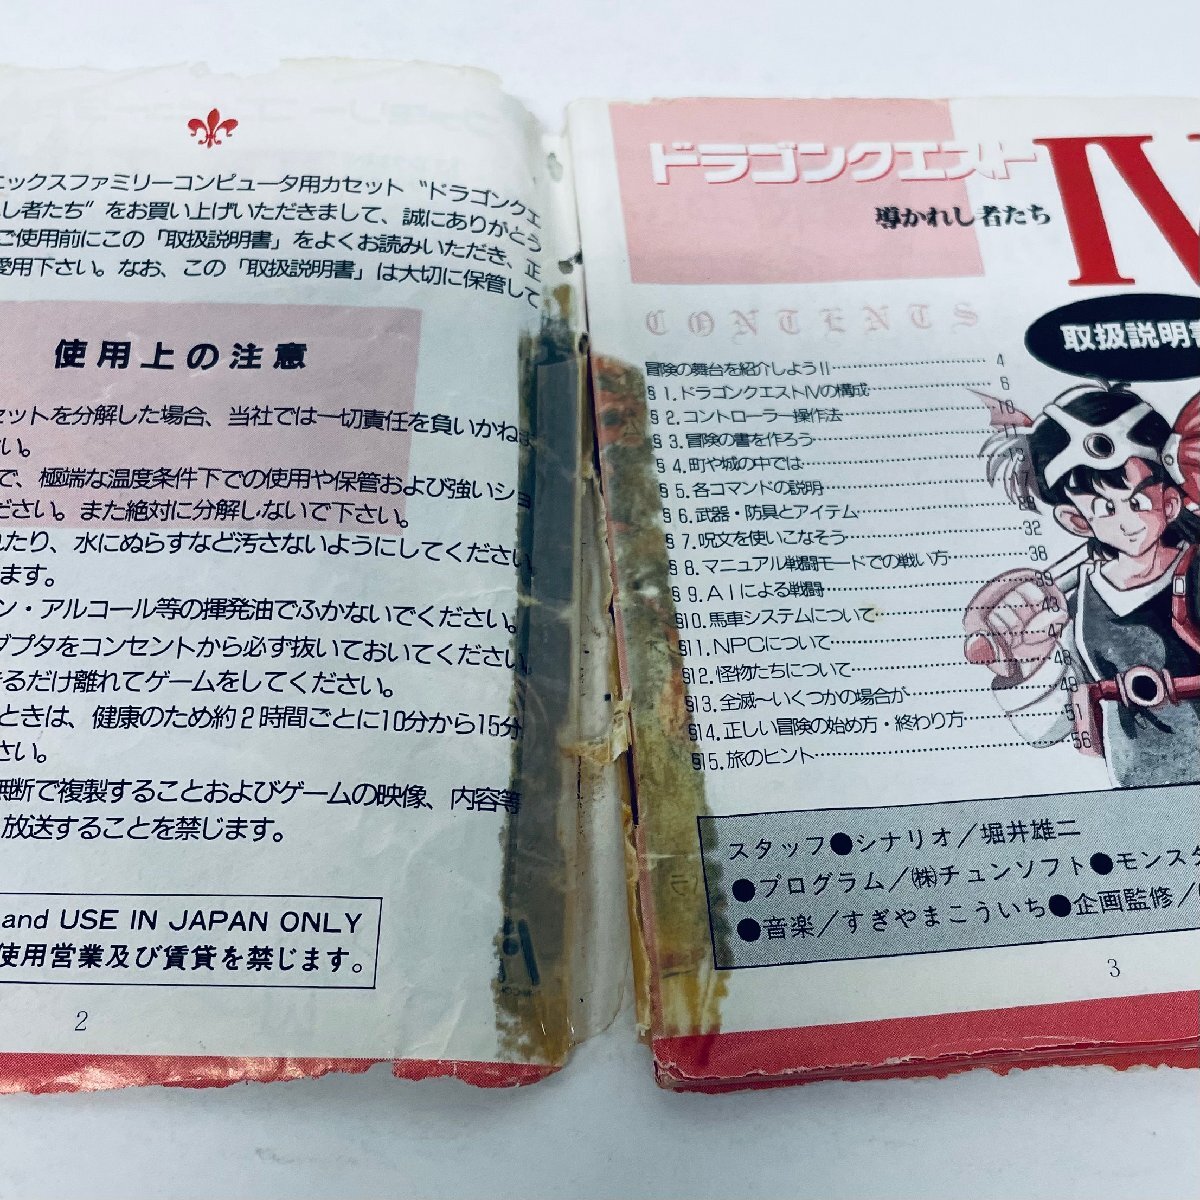 エックスファミリーコンピュータ用カセット“ドラゴンクエ
し者たち”をお買い上げいただきまして、誠にありがとう
ご使用前にこの「取扱説明書」をよくお読みいただき、正
愛用下さい。なお、この「取扱説明書」は大切に保管して
使用上の注意
セットを分解した場合、当社では一切責任を負いかねま
い。
で、極端な温度条件下での使用や保管および強いショ
ださい。また絶対に分解しないで下さい。
れたり、水にぬらすなど汚さないようにしてください。
ます。
ン・アルコール等の揮発油でふかないでください。
ダプタをコンセントから必ず抜いておいてください。
きるだけ離れてゲームをしてください。
ときは、健康のため約2時間ごとに10分から15分
さい。
無断で複製することおよびゲームの映像、内容等
放送することを禁じます。
and USE IN JAPAN ONLY
使用営業及び賃貸を禁じます。
2
ドラゴンクエスト IV
導かれし者たち
取扱説明書
CONTENTS
冒険の舞台を紹介しようII 4
§1.ドラゴンクエストIVの構成 6
§2.コントローラー操作法 10
§3.冒険の書を作ろう 11
§4.町や城の中では 13
§5.各コマンドの説明
§6.武器・防具とアイテム
§7.呪文を使いこなそう 32
§8.マニュアル戦闘モードでの戦い方 38
§9.AIによる戦闘 39
§10.馬車システムについて 43
§11.NPCについて 47
§12.怪物たちについて 48
§13.全滅～いくつかの場合が 49
§14.正しい冒険の始め方・終わり方 51
§15.旅のヒント 56
スタッフ●シナリオ／堀井雄二
●プログラム／㈱チュンソフト●モンスタ
●音楽／すぎやまこういち●企画監修／
3